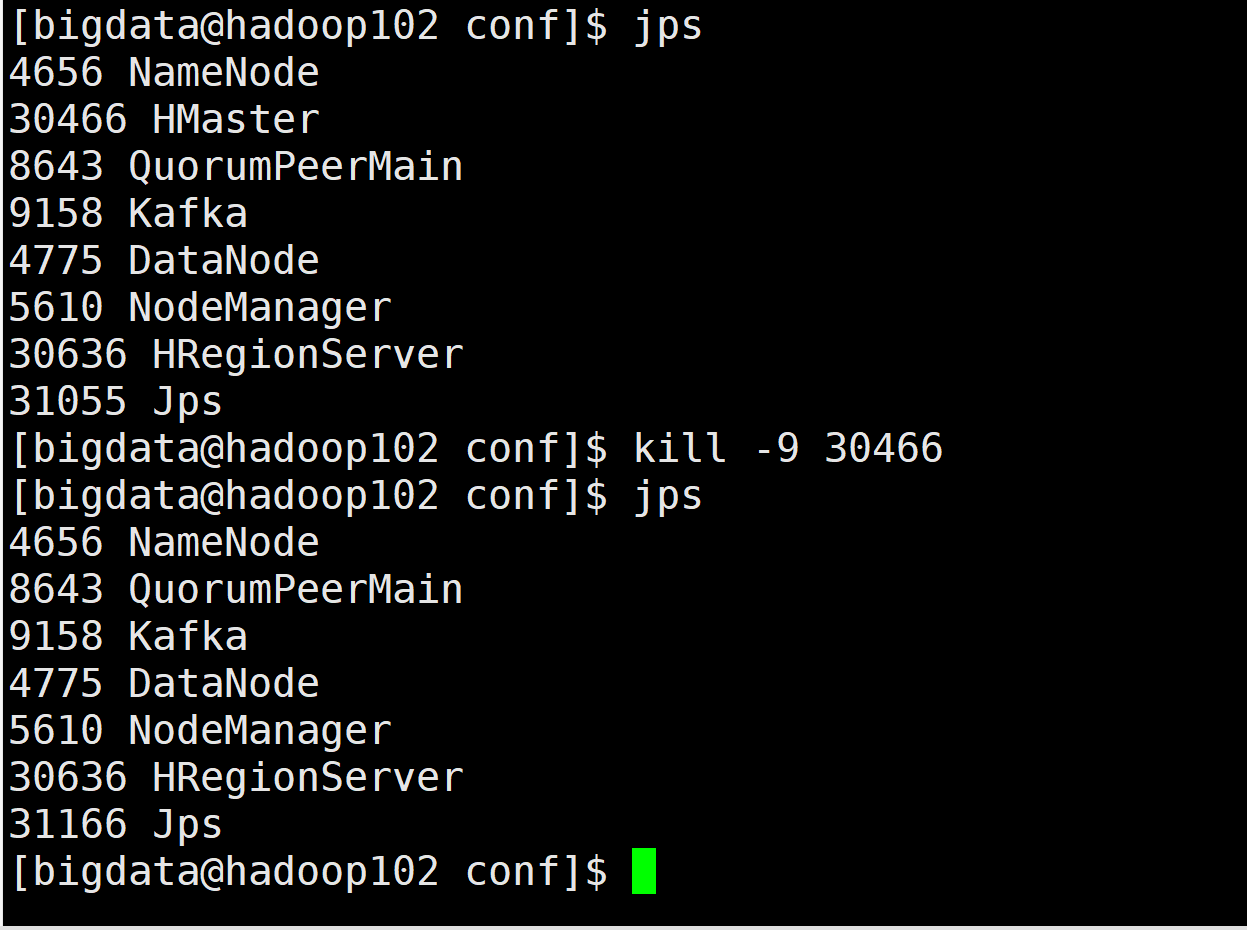 [bigdata@hadoop102 conf]$ jps
4656 NameNode
30466 HMaster
8643 QuorumPeerMain
9158 Kafka
4775 DataNode
5610 NodeManager
30636 HRegionServer
31055 Jps
[bigdata@hadoop102 conf]$ kill -9 30466
[bigdata@hadoop102 conf]$ jps
4656 NameNode
8643 QuorumPeerMain
9158 Kafka
4775 DataNode
5610 NodeManager
30636 HRegionServer
31166 Jps
[bigdata@hadoop102 conf]$